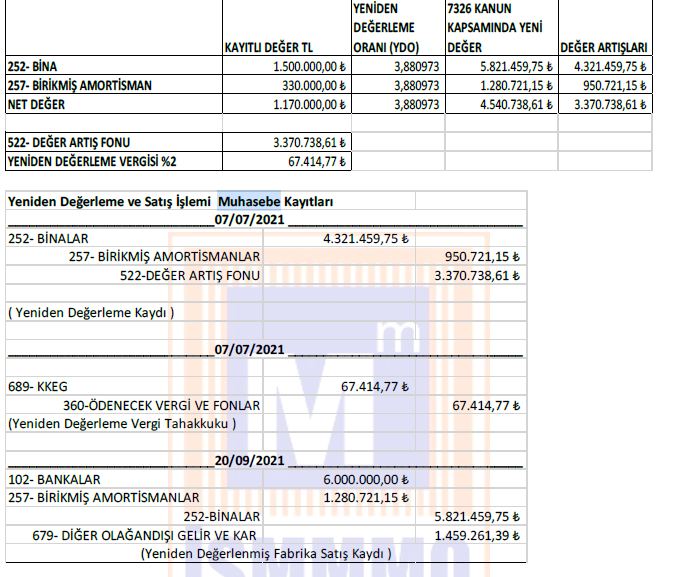 YENİDEN DEĞERLEME ORANI (YDO)
7326 KANUN KAPSAMINDA YENİ DEĞER
KAYITLI DEĞER TL
DEĞER ARTIŞLARI
252- BİNA 1.500.000,00 ₺ 3,880973 5.821.459,75 ₺ 4.321.459,75 ₺
257- BİRİKMİŞ AMORTİSMAN 330.000,00 ₺ 3,880973 1.280.721,15 ₺ 950.721,15 ₺
NET DEĞER 1.170.000,00 ₺ 3,880973 4.540.738,61 ₺ 3.370.738,61 ₺
522- DEĞER ARTIŞ FONU 3.370.738,61 ₺
YENİDEN DEĞERLEME VERGİSİ %2 67.414,77 ₺
Yeniden Değerleme ve Satış İşlemi Muhasebe Kayıtları
07/07/2021
252- BİNALAR 4.321.459,75 ₺
257- BİRİKMİŞ AMORTİSMANLAR 950.721,15 ₺
522-DEĞER ARTIŞ FONU 3.370.738,61 ₺
( Yeniden Değerleme Kaydı )
07/07/2021
689- KKEG 67.414,77 ₺
360-ÖDENECEK VERGİ VE FONLAR 67.414,77 ₺
(Yeniden Değerleme Vergi Tahakkuku )
20/09/2021
102- BANKALAR 6.000.000,00 ₺
257- BİRİKMİŞ AMORTİSMANLAR 1.280.721,15 ₺
252-BİNALAR 5.821.459,75 ₺
679- DİĞER OLAĞANDIŞI GELİR VE KAR 1.459.261,39 ₺
(Yeniden Değerlenmiş Fabrika Satış Kaydı )
M m
İSMMMO